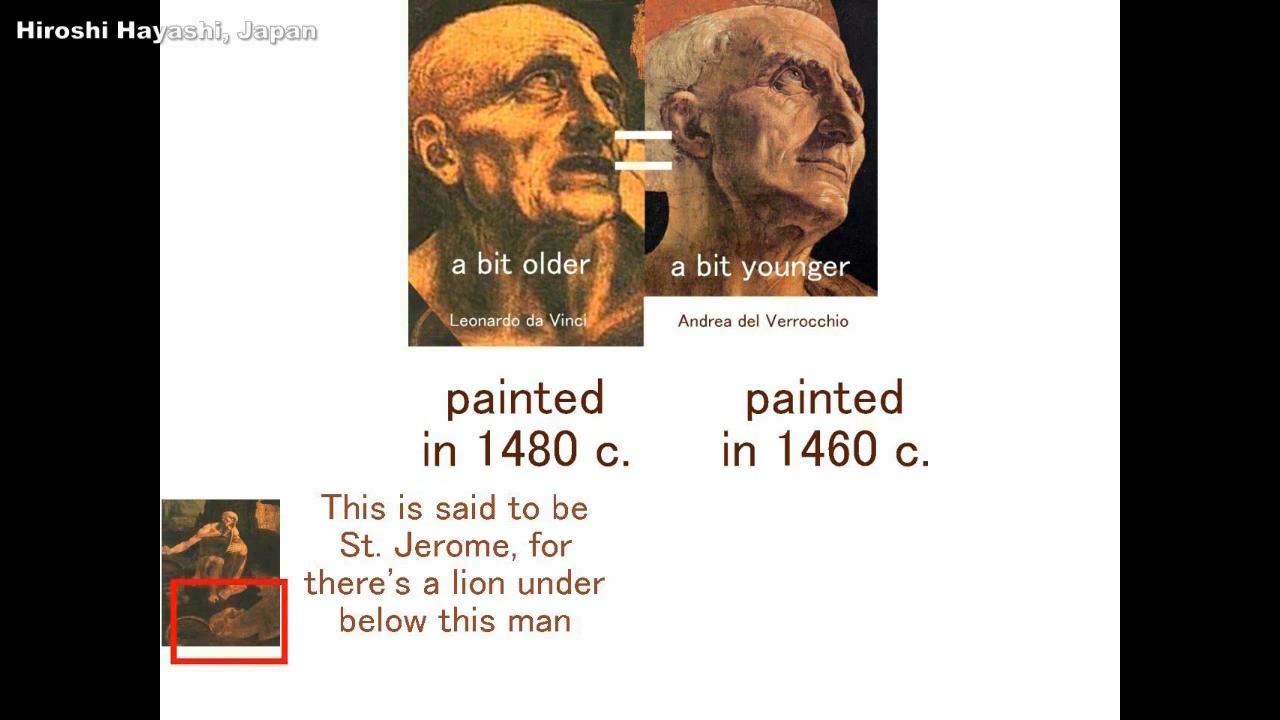 Hiroshi Hayashi, Japan
a bit older
a bit younger
Leonardo da Vinci
Andrea del Verrocchio
painted
in 1480 c.
painted
in 1460 c.
This is said to be
St. Jerome, for
there's a lion under
below this man